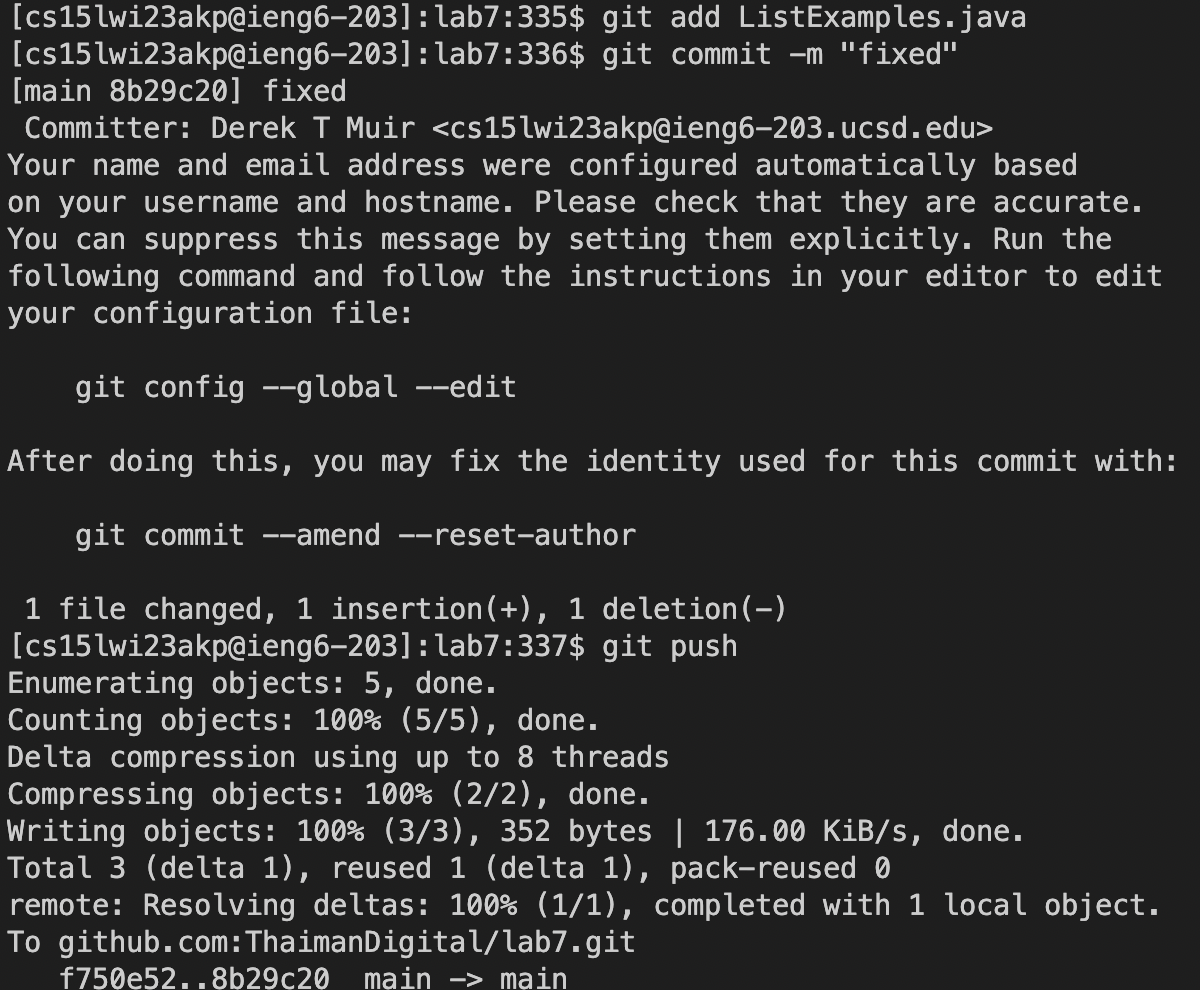 [cs15lwi23akp@ieng6-203]:lab7:335$ git add ListExamples.java
[cs15lwi23akp@ieng6-203]:lab7:336$ git commit -m "fixed"
[main 8b29c20] fixed
 Committer: Derek T Muir <cs15lwi23akp@ieng6-203.ucsd.edu>
Your name and email address were configured automatically based
on your username and hostname. Please check that they are accurate.
You can suppress this message by setting them explicitly. Run the
following command and follow the instructions in your editor to edit
your configuration file:

    git config --global --edit

After doing this, you may fix the identity used for this commit with:

    git commit --amend --reset-author

 1 file changed, 1 insertion(+), 1 deletion(-)
[cs15lwi23akp@ieng6-203]:lab7:337$ git push
Enumerating objects: 5, done.
Counting objects: 100% (5/5), done.
Delta compression using up to 8 threads
Compressing objects: 100% (2/2), done.
Writing objects: 100% (3/3), 352 bytes | 176.00 KiB/s, done.
Total 3 (delta 1), reused 1 (delta 1), pack-reused 0
remote: Resolving deltas: 100% (1/1), completed with 1 local object.
To github.com:ThaimanDigital/lab7.git
   f750e52..8b29c20  main -> main